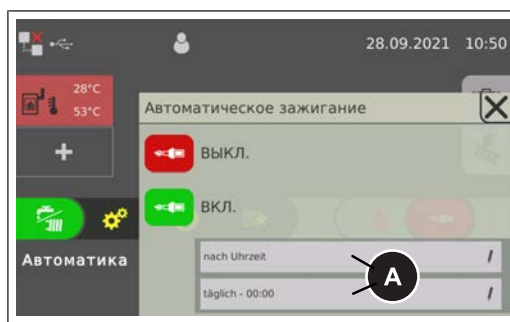 28.09.2021 10:50
28°C
53°C
Автоматическое зажигание
+
ВЫКЛ.
ВКЛ.
Автоматика
nach Uhrzeit
täglich - 00:00
A